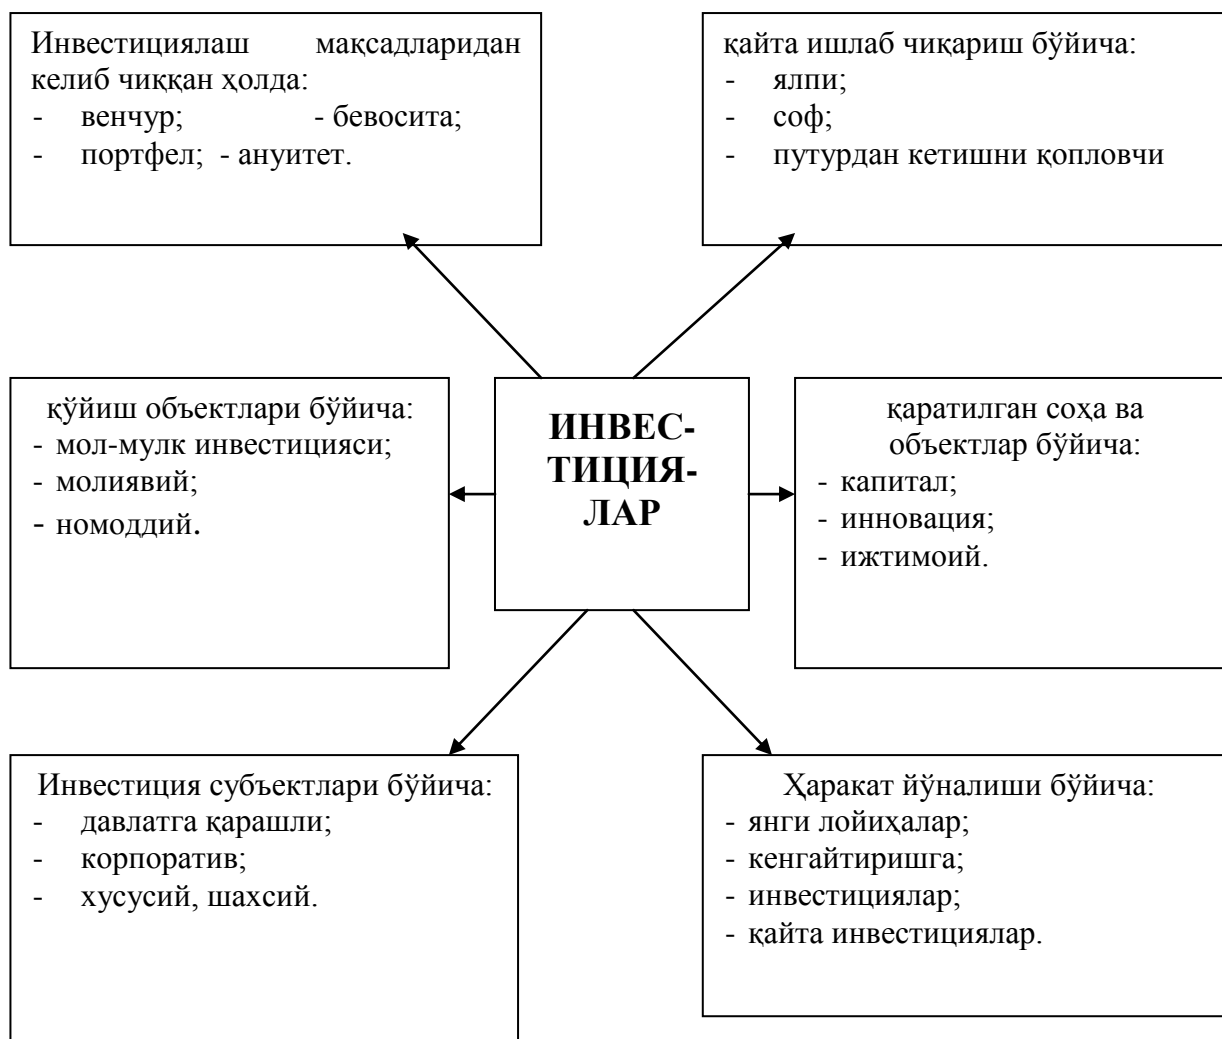 Инвестициялаш мақсадларидан
келиб чиққан ҳолда:
- венчур; - бевосита;
- портфел; - ануитет.
қайта ишлаб чиқариш бўйича:
- ялпи;
- соф;
- путурдан кетишни қопловчи
қўйиш объектлари бўйича:
- мол-мулк инвестицияси;
- молиявий;
- номоддий.
ИНВЕС-
ТИЦИЯ-
ЛАР
қаратилган соҳа ва
объектлар бўйича:
- капитал;
- инновация;
- ижтимоий.
Инвестиция субъектлари бўйича:
- давлатга қарашли;
- корпоратив;
- хусусий, шахсий.
Ҳаракат йўналиши бўйича:
- янги лойиҳалар;
- кенгайтиришга;
- инвестициялар;
- қайта инвестициялар.